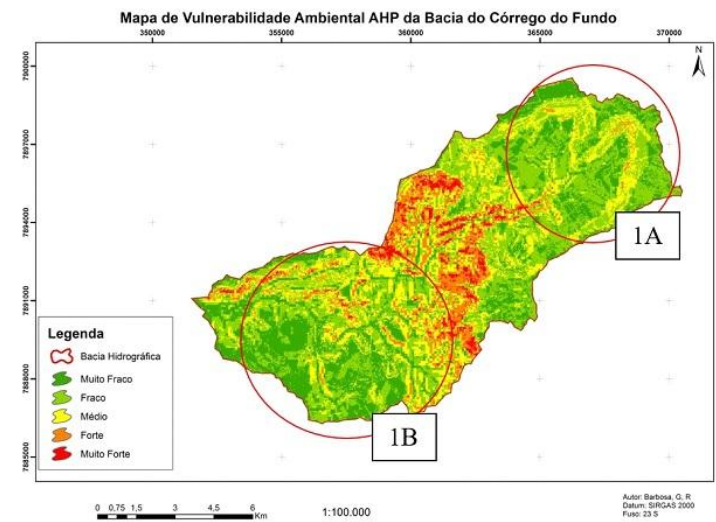 Mapa de Vulnerabilidade Ambiental AHP da Bacia do Córrego do Fundo
350000 355000 360000 365000 370000
N
7900000
7897000
7894000
7891000
7888000
7885000
1A
1B
Legenda
Bacia Hidrográfica
Muito Fraco
Fraco
Médio
Forte
Muito Forte
0 0,75 1,5 3 4,5 6
Km
1:100.000
Autor: Barbosa, G. R
Datum: SIRGAS 2000
Fuso: 23 S